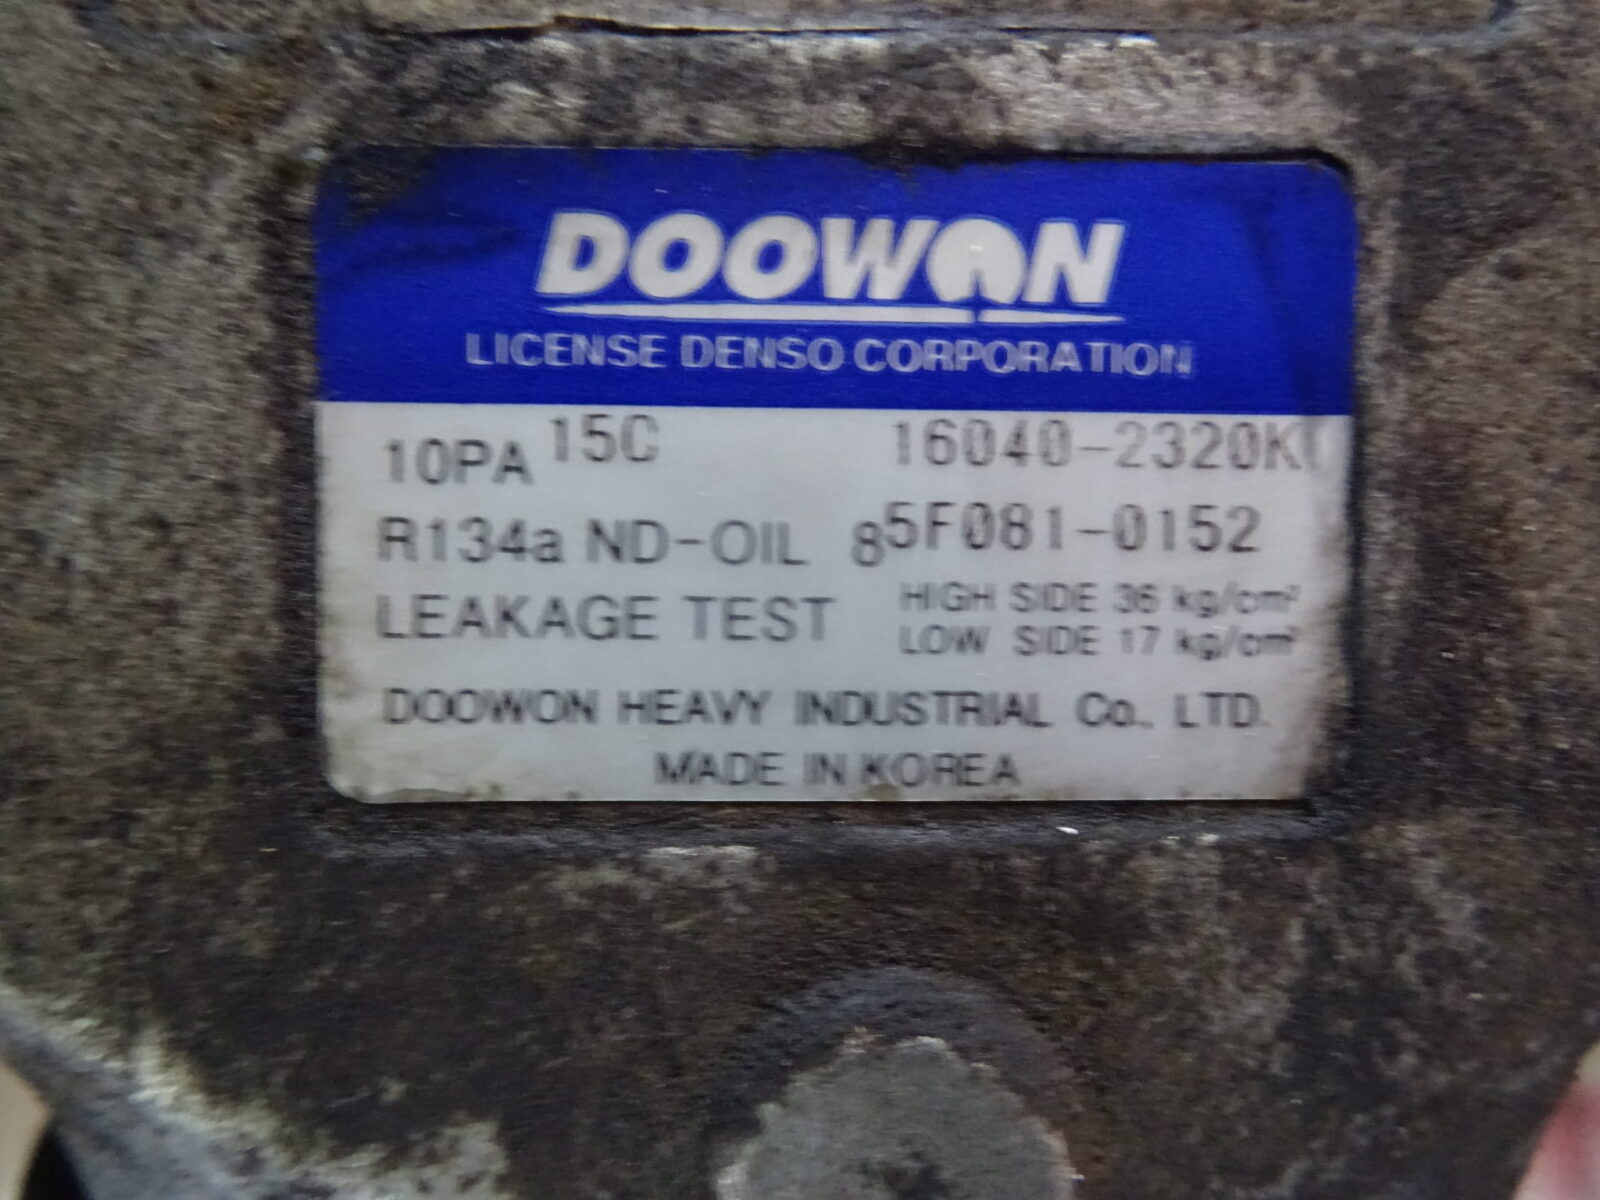 DOOWON
LICENSE DENSO CORPORATION
10PA 15C 16040-2320K
R134a ND-OIL 8 5F081-0152
LEAKAGE TEST HIGH SIDE 36 kg/cm²
LOW SIDE 17 kg/cm²
DOOWON HEAVY INDUSTRIAL Co., LTD.
MADE IN KOREA